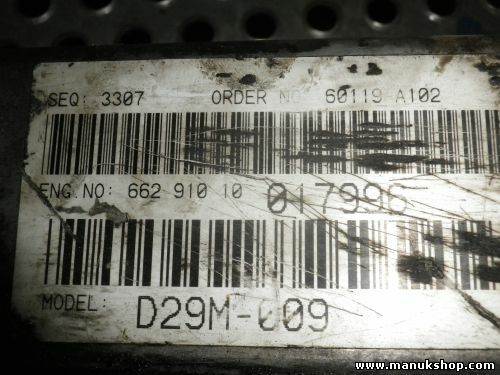 SEQ: 3307 ORDER NO: 60119 A102
ENG.NO: 662 910 10 017996
MODEL: D29M-009
www.manukshop.com